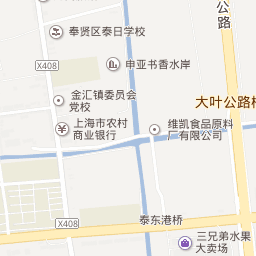 公
路
奉贤区泰日学校
申亚书香水岸
X408
金汇镇委员会
党校
大叶公路
上海市农村
商业银行
维凯食品原料
厂有限公司
X408
泰东港桥
三兄弟水果
大卖场